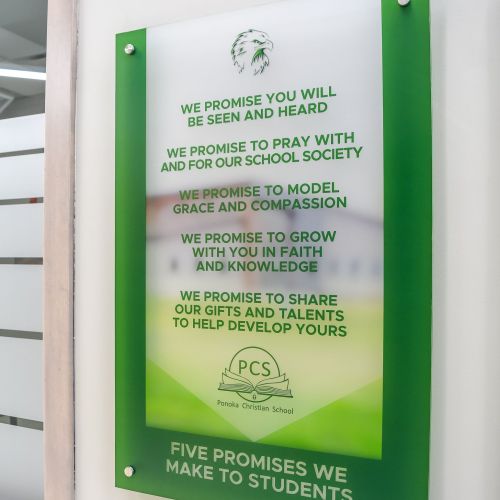 WE PROMISE YOU WILL
BE SEEN AND HEARD
WE PROMISE TO PRAY WITH
AND FOR OUR SCHOOL SOCIETY
WE PROMISE TO MODEL
GRACE AND COMPASSION
WE PROMISE TO GROW
WITH YOU IN FAITH
AND KNOWLEDGE
WE PROMISE TO SHARE
OUR GIFTS AND TALENTS
TO HELP DEVELOP YOURS
PCS
Ponoka Christian School
FIVE PROMISES WE
MAKE TO STUDENTS